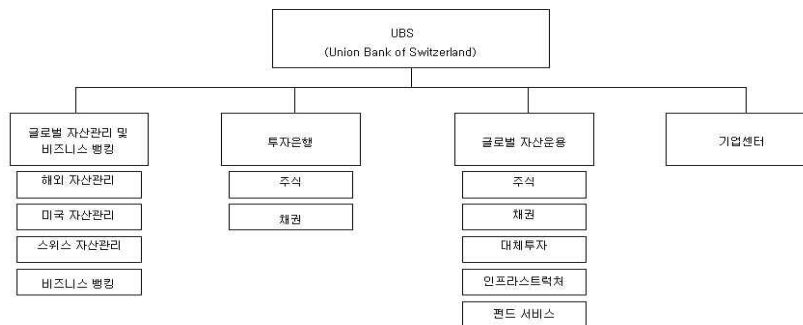 UBS
(Union Bank of Switzerland)
글로벌 자산관리 및
비즈니스 뱅킹
해외 자산관리
미국 자산관리
스위스 자산관리
비즈니스 뱅킹
투자은행
주식
채권
글로벌 자산운용
주식
채권
대체투자
인프라스트럭쳐
펀드 서비스
기업센터